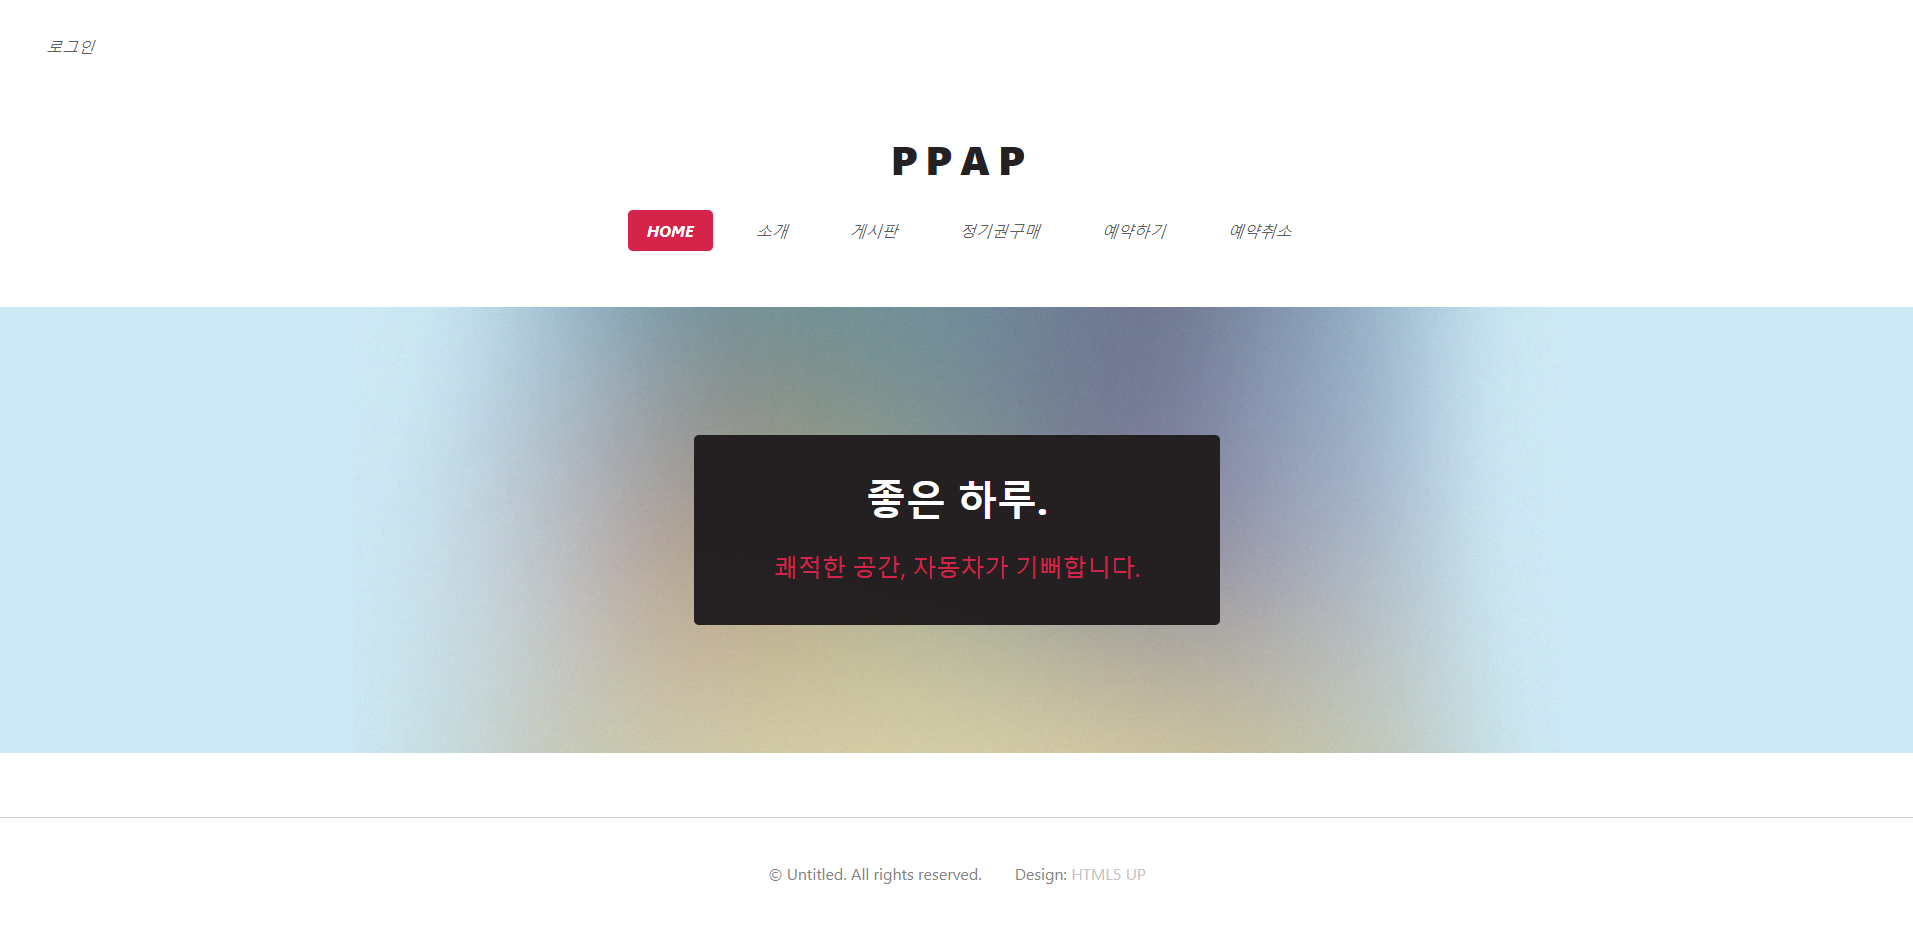 로그인
PPAP
HOME 소개 게시판 정기권구매 예약하기 예약취소
좋은 하루.
쾌적한 공간, 자동차가 기뻐합니다.
© Untitled. All rights reserved. Design: HTML5 UP